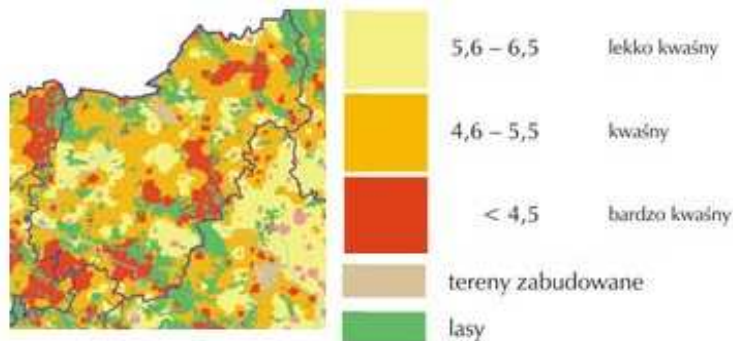 5,6 – 6,5 lekko kwaśny
4,6 – 5,5 kwaśny
< 4,5 bardzo kwaśny
tereny zabudowane
lasy